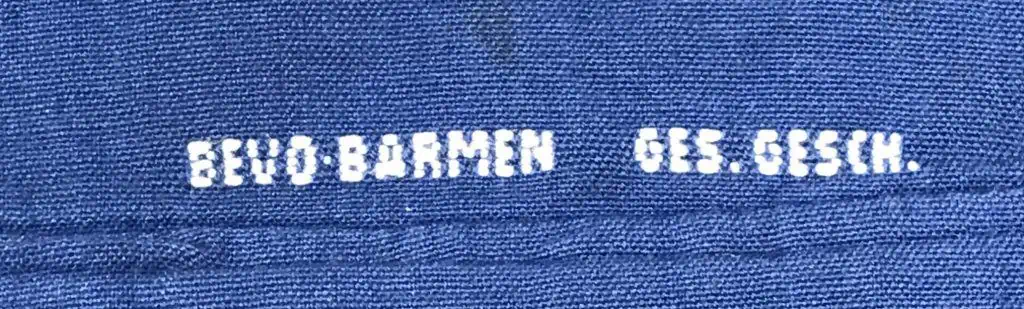 BEVO·BARMEN GES. GESCH.